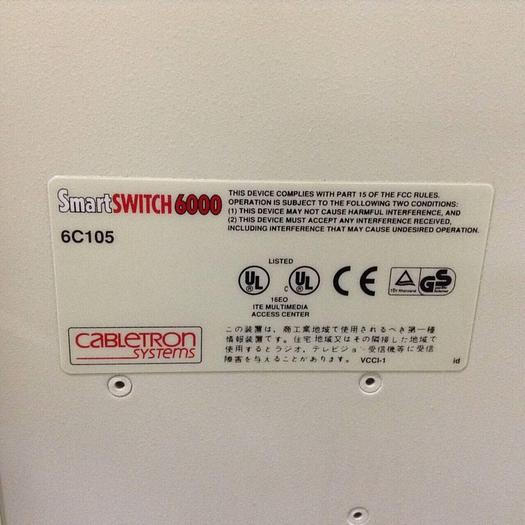 SmartSWITCH 6000
6C105
THIS DEVICE COMPLIES WITH PART 15 OF THE FCC RULES.
OPERATION IS SUBJECT TO THE FOLLOWING TWO CONDITIONS:
(1) THIS DEVICE MAY NOT CAUSE HARMFUL INTERFERENCE, AND
(2) THIS DEVICE MUST ACCEPT ANY INTERFERENCE RECEIVED,
INCLUDING INTERFERENCE THAT MAY CAUSE UNDESIRED OPERATION.
LISTED
UL C UL CE GS
TÜV Rheinland
16EO
ITE MULTIMEDIA
ACCESS CENTER
CABLETRON
SYSTEMS
この装置は、商工業地域で使用されるべき第一種
情報装置です。住宅地域又はその隣接した地域で
使用するとラジオ、テレビジョン受信機等に受信
障害を与えることがあります。 VCCI-1 id